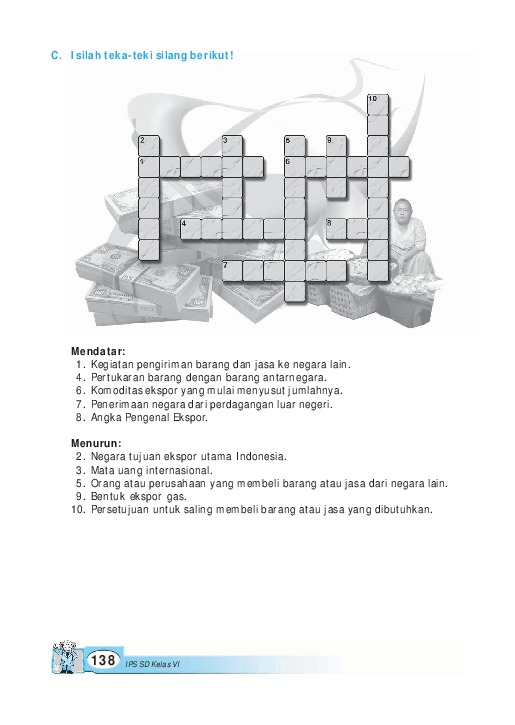 C. Isilah teka-teki silang berikut!
10
2 3 5 9
1 6
4 8
7
Mendatar:
1. Kegiatan pengiriman barang dan jasa ke negara lain.
4. Pertukaran barang dengan barang antarnegara.
6. Komoditas ekspor yang mulai menyusut jumlahnya.
7. Penerimaan negara dari perdagangan luar negeri.
8. Angka Pengenal Ekspor.
Menurun:
2. Negara tujuan ekspor utama Indonesia.
3. Mata uang internasional.
5. Orang atau perusahaan yang membeli barang atau jasa dari negara lain.
9. Bentuk ekspor gas.
10. Persetujuan untuk saling membeli barang atau jasa yang dibutuhkan.
138 IPS SD Kelas VI